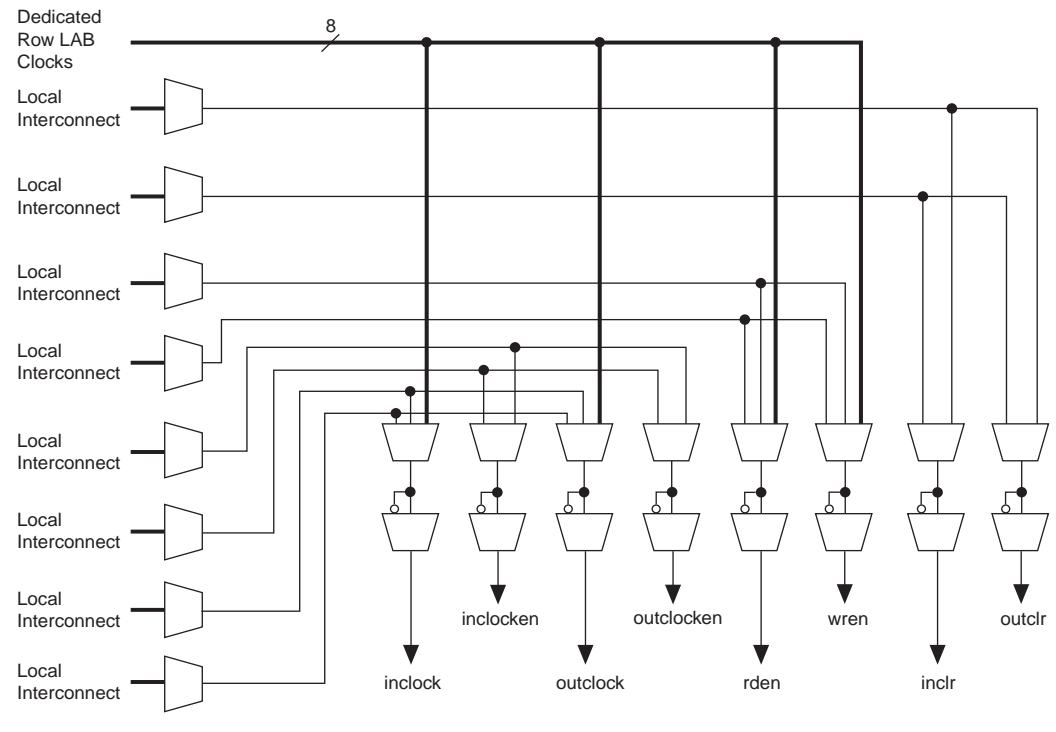 Dedicated
Row LAB
Clocks
8
Local
Interconnect
Local
Interconnect
Local
Interconnect
Local
Interconnect
Local
Interconnect
Local
Interconnect
Local
Interconnect
Local
Interconnect
inclocken
outclocken
wren
outclr
inclock
outclock
rden
inclr